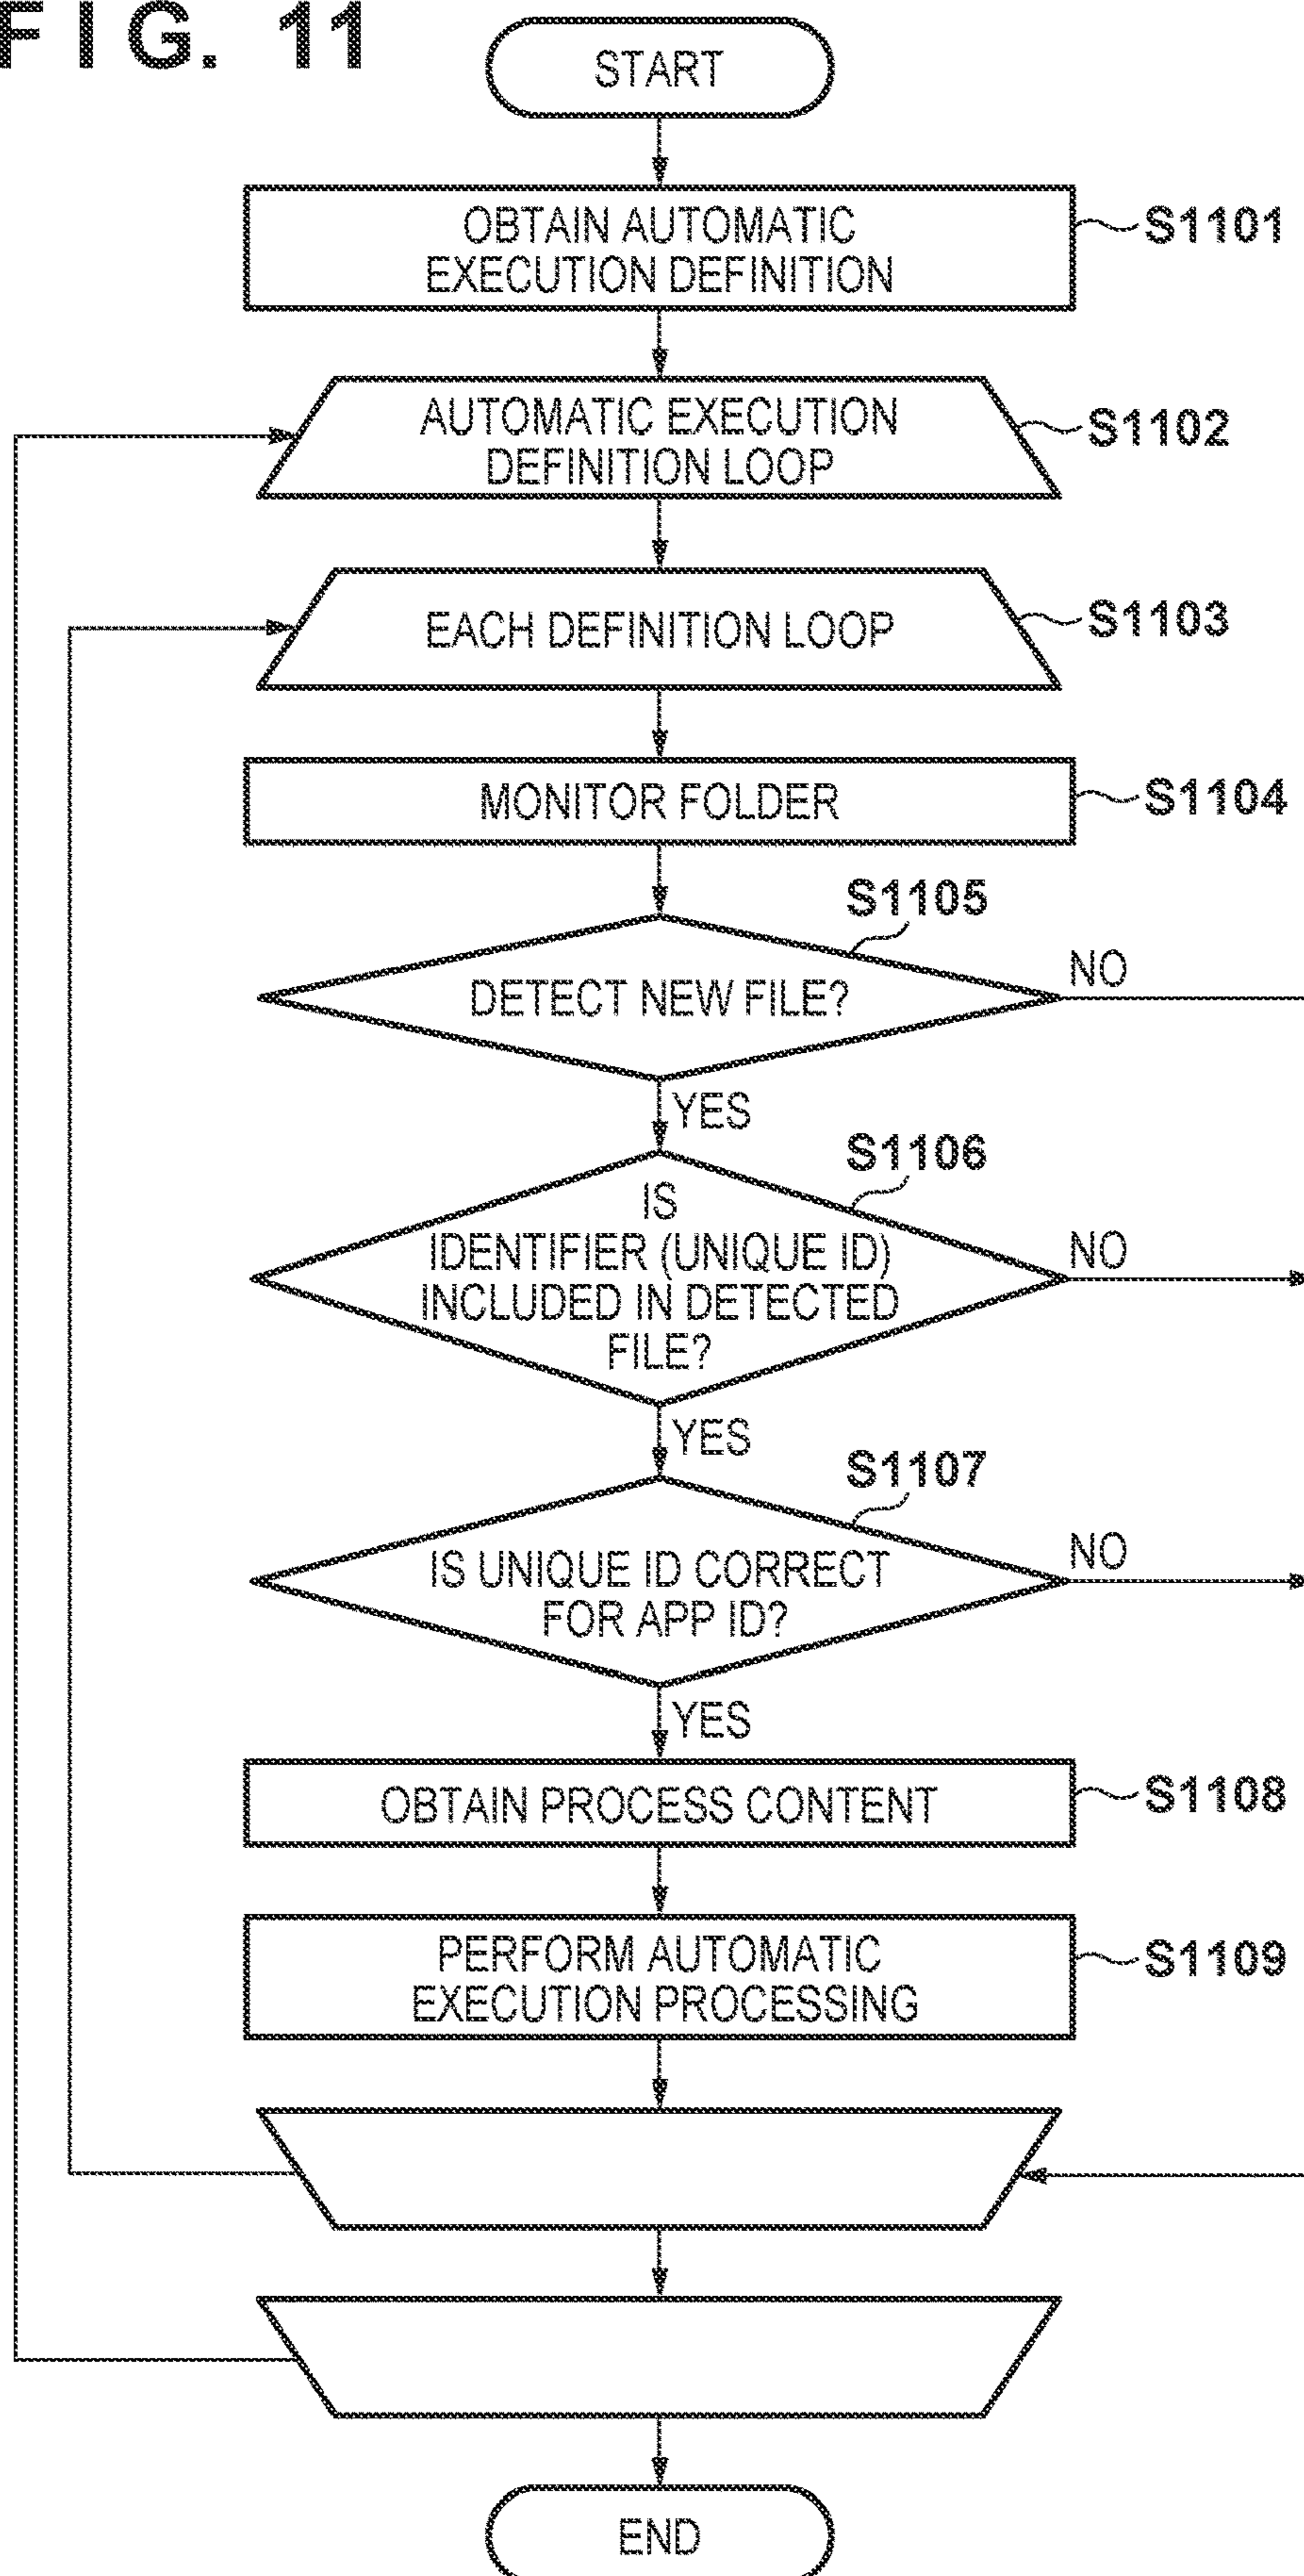 FIG. 11
START
OBTAIN AUTOMATIC
EXECUTION DEFINITION
S1101
AUTOMATIC EXECUTION
DEFINITION LOOP
S1102
EACH DEFINITION LOOP
S1103
MONITOR FOLDER
S1104
S1105
DETECT NEW FILE?
NO
YES
S1106
IS
IDENTIFIER (UNIQUE ID)
INCLUDED IN DETECTED
FILE?
NO
YES
S1107
IS UNIQUE ID CORRECT
FOR APP ID?
NO
YES
OBTAIN PROCESS CONTENT
S1108
PERFORM AUTOMATIC
EXECUTION PROCESSING
S1109
END